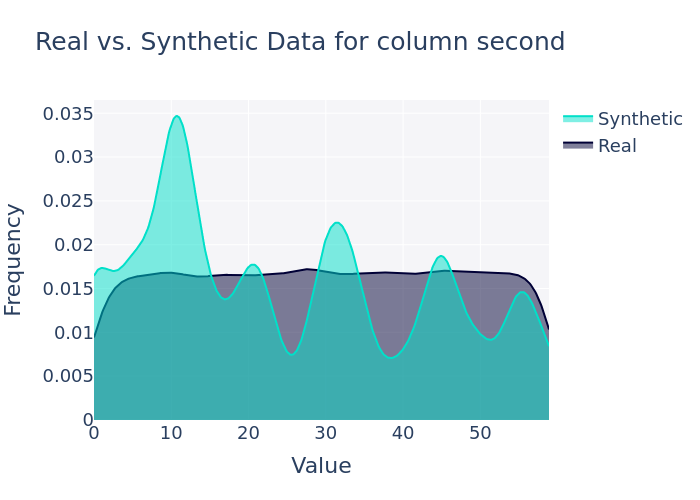 Real vs. Synthetic Data for column second
Synthetic
Real
0.035
0.03
0.025
0.02
0.015
0.01
0.005
0
0 10 20 30 40 50
Frequency
Value